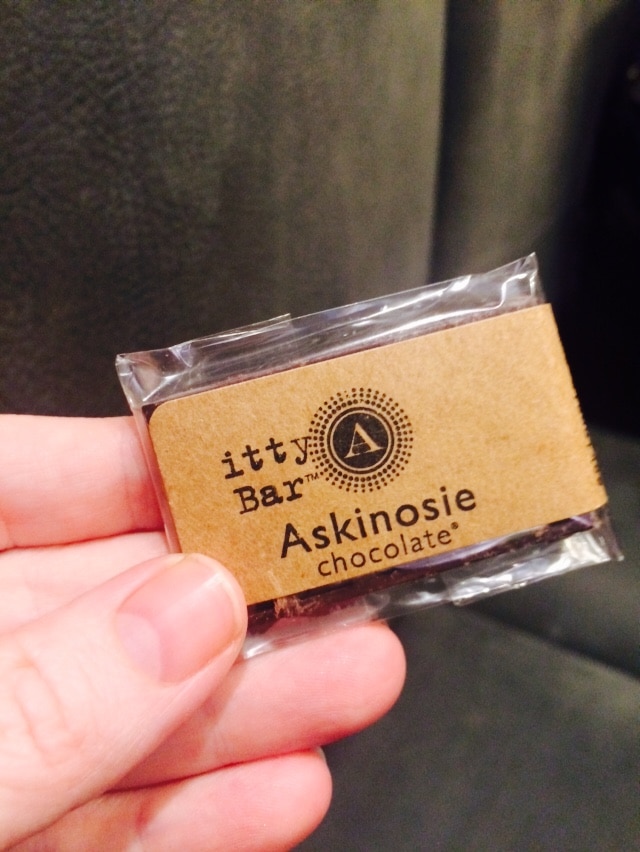 itty
Bar™
A
Askinosie
chocolate®